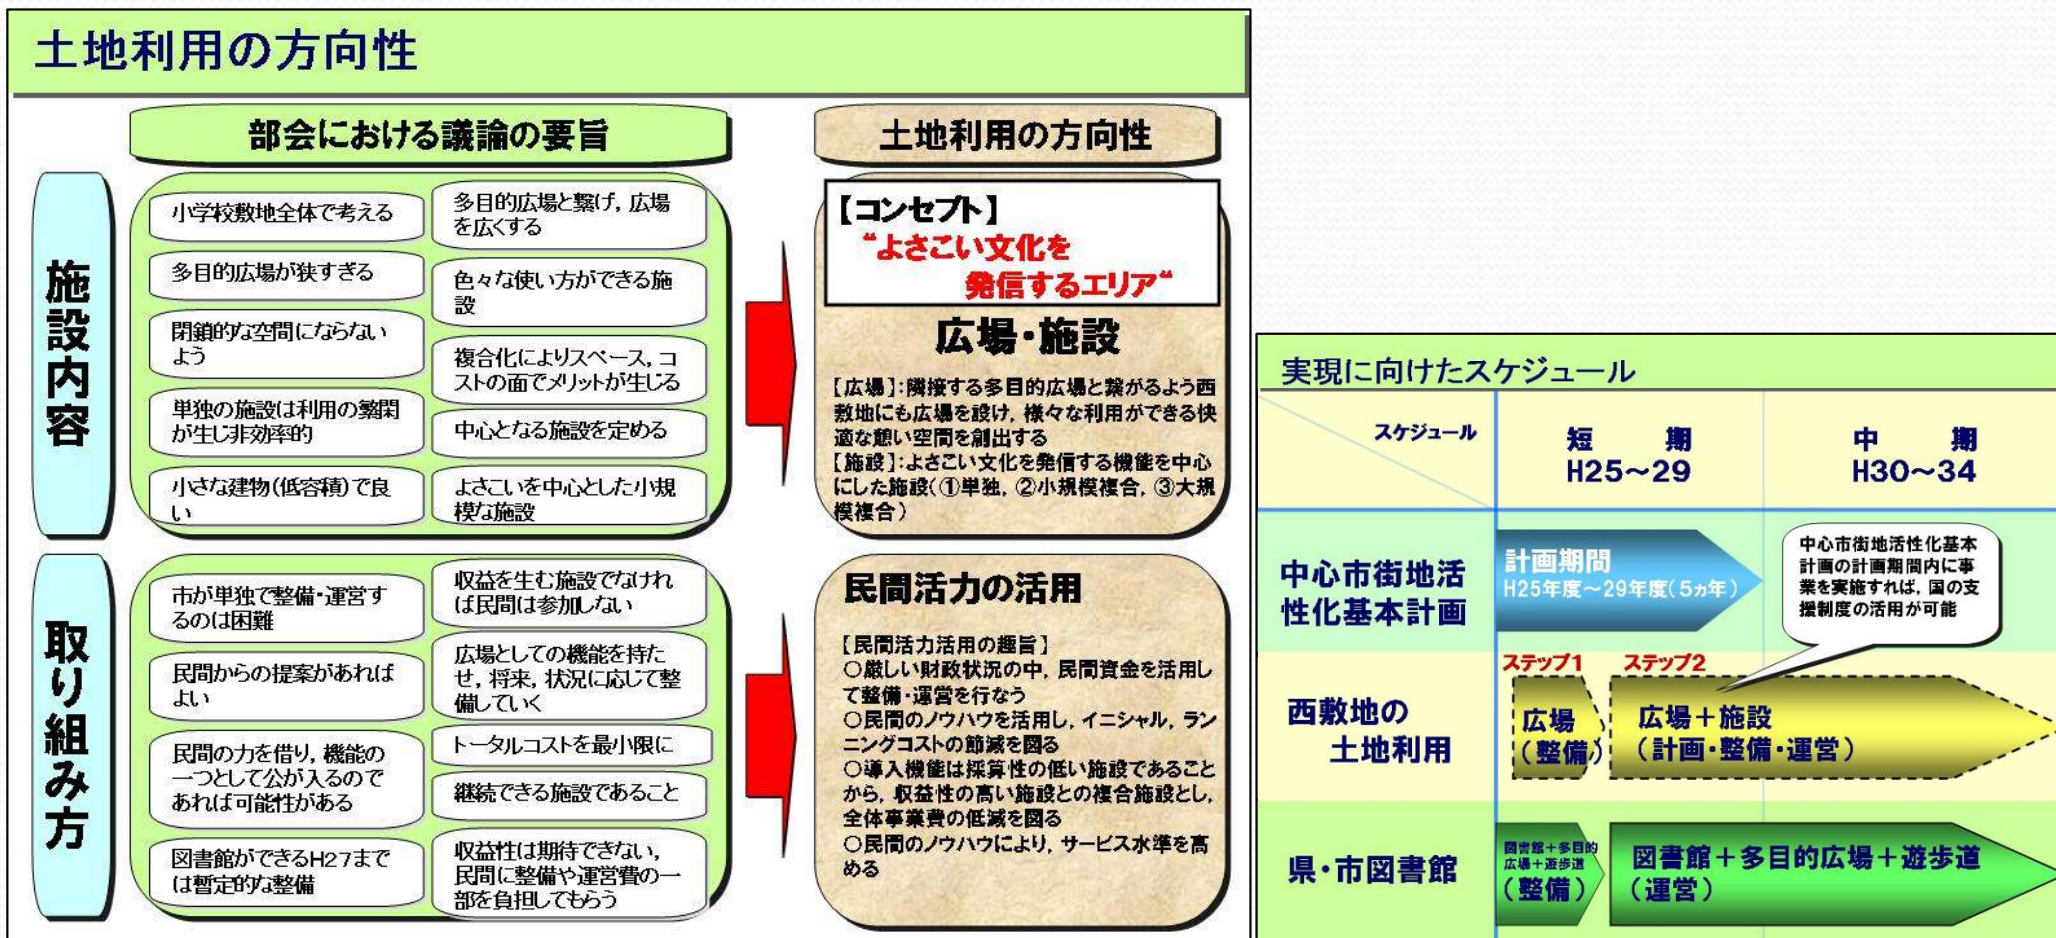 土地利用の方向性
部会における議論の要旨
土地利用の方向性
施設内容
小学校敷地全体で考える
多目的広場が狭すぎる
閉鎖的な空間にならない
よう
単独の施設は利用の繁閑
が生じ非効率的
小さな建物(低容積)で良
い
多目的広場と繋げ，広場
を広くする
色々な使い方ができる施
設
複合化によりスペース，コ
ストの面でメリットが生じる
中心となる施設を定める
よさこいを中心とした小規
模な施設
【コンセプト】
“よさこい文化を
発信するエリア“
広場・施設
【広場】：隣接する多目的広場と繋がるよう西
敷地にも広場を設け，様々な利用ができる快
適な憩い空間を創出する
【施設】：よさこい文化を発信する機能を中心
にした施設（①単独，②小規模複合，③大規
模複合）
取り組み方
市が単独で整備・運営す
るのは困難
民間からの提案があれば
よい
民間の力を借り，機能の
一つとして公が入るので
あれば可能性がある
図書館ができるH27まで
は暫定的な整備
収益を生む施設でなけれ
ば民間は参加しない
広場としての機能を持た
せ，将来，状況に応じて整
備していく
トータルコストを最小限に
継続できる施設であること
収益性は期待できない，
民間に整備や運営費の一
部を負担してもらう
民間活力の活用
【民間活力活用の趣旨】
○厳しい財政状況の中，民間資金を活用し
て整備・運営を行なう
○民間のノウハウを活用し，イニシャル，ラン
ニングコストの節減を図る
○導入機能は採算性の低い施設であること
から，収益性の高い施設との複合施設とし，
全体事業費の低減を図る
○民間のノウハウにより，サービス水準を高
める
実現に向けたスケジュール
スケジュール
短　期
H25～29
中　期
H30～34
中心市街地活
性化基本計画
計画期間
H25年度～29年度(5ヵ年)
中心市街地活性化基本
計画の計画期間内に事
業を実施すれば，国の支
援制度の活用が可能
西敷地の
土地利用
ステップ1
ステップ2
広場
（整備）
広場＋施設
（計画・整備・運営）
県・市図書館
図書館＋多目的
広場＋遊歩道
（整備）
図書館＋多目的広場＋遊歩道
（運営）